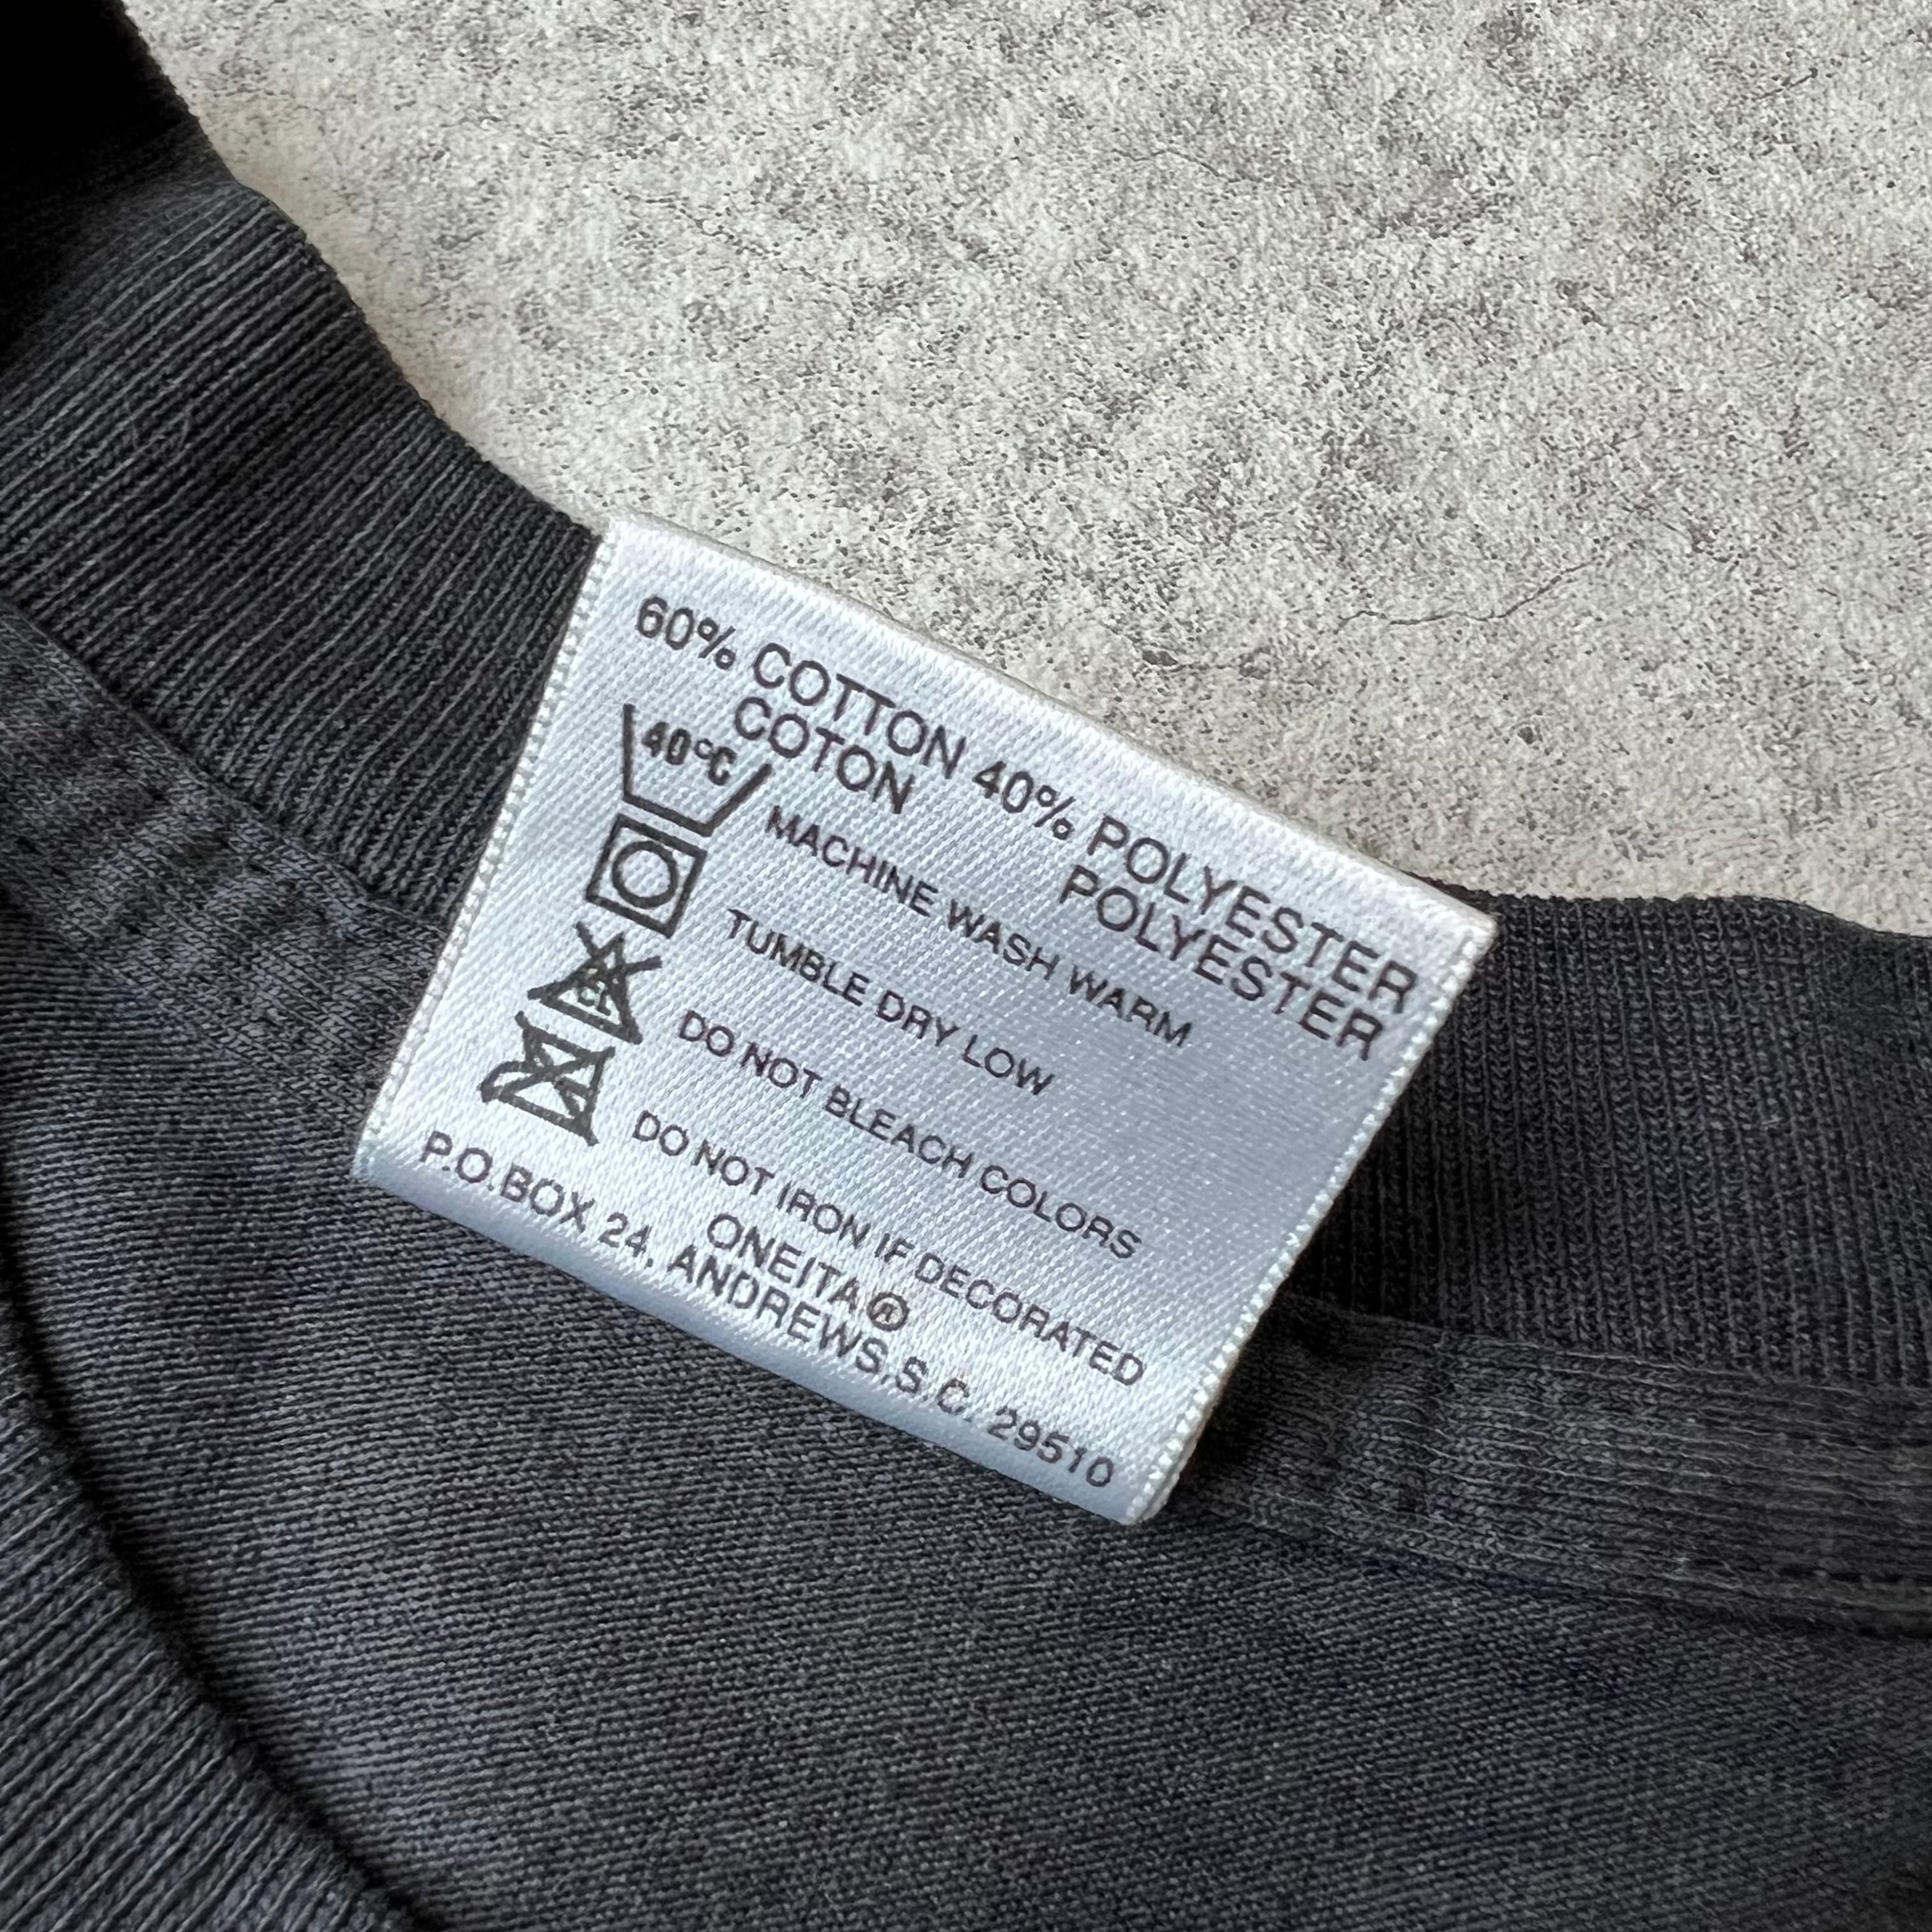 60% COTTON 40% POLYESTER
COTON POLYESTER
40°C MACHINE WASH WARM
TUMBLE DRY LOW
CL DO NOT BLEACH COLORS
DO NOT IRON IF DECORATED
ONEITA®
P.O.BOX 24, ANDREWS,S.C. 29510